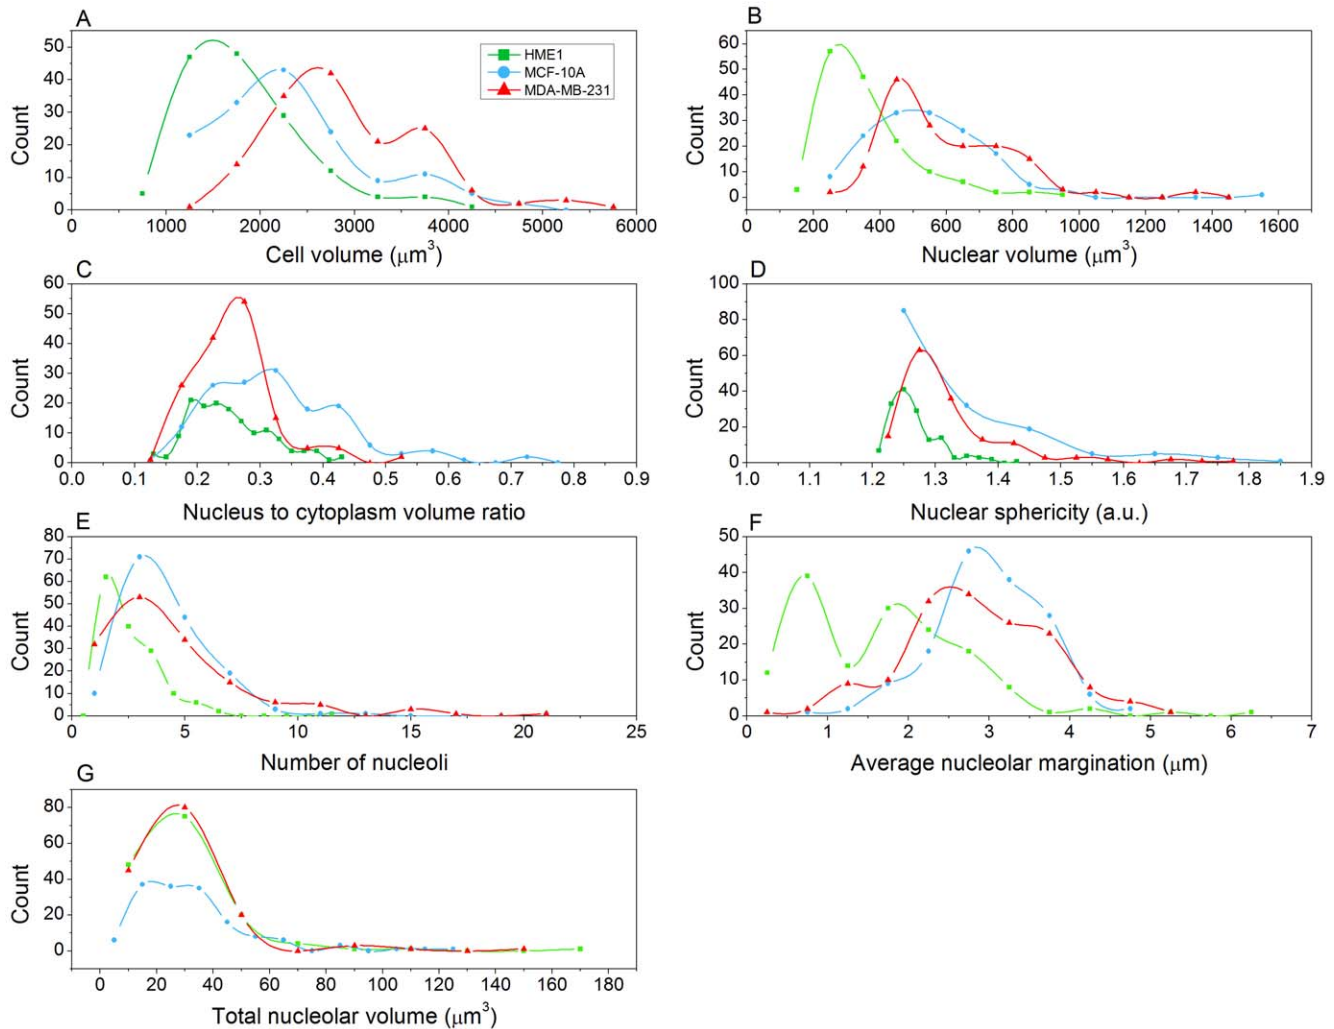 A
50
40
30
20
10
0
Count
HME1
MCF-10A
MDA-MB-231
1000 2000 3000 4000 5000 6000
Cell volume (μm³)
B
60
50
40
30
20
10
0
Count
200 400 600 800 1000 1200 1400 1600
Nuclear volume (μm³)
C
60
50
40
30
20
10
0
Count
0.0 0.1 0.2 0.3 0.4 0.5 0.6 0.7 0.8 0.9
Nucleus to cytoplasm volume ratio
D
100
80
60
40
20
0
Count
1.0 1.1 1.2 1.3 1.4 1.5 1.6 1.7 1.8 1.9
Nuclear sphericity (a.u.)
E
80
70
60
50
40
30
20
10
0
Count
0 5 10 15 20 25
Number of nucleoli
F
50
40
30
20
10
0
Count
0 1 2 3 4 5 6 7
Average nucleolar margination (μm)
G
80
60
40
20
0
Count
0 20 40 60 80 100 120 140 160 180
Total nucleolar volume (μm³)